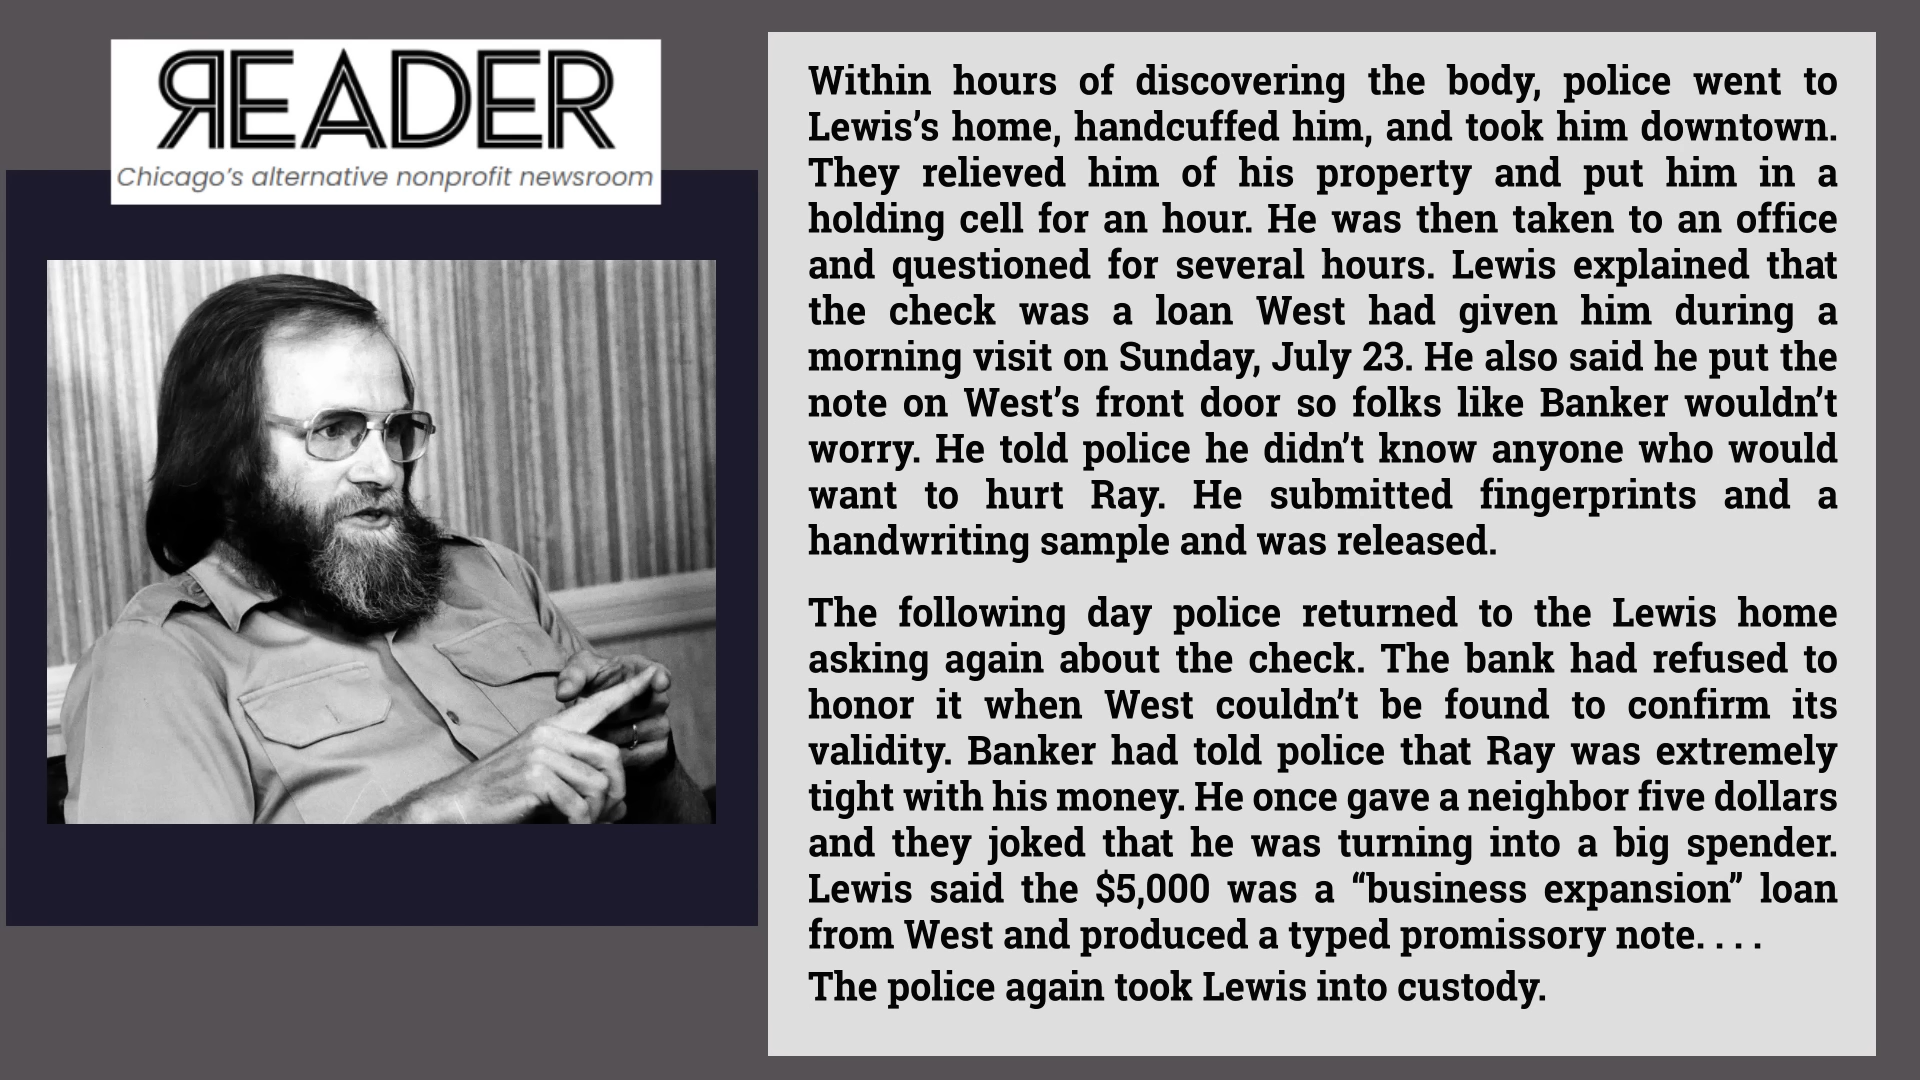 READER
Chicago’s alternative nonprofit newsroom
Within hours of discovering the body, police went to
Lewis’s home, handcuffed him, and took him downtown.
They relieved him of his property and put him in a
holding cell for an hour. He was then taken to an office
and questioned for several hours. Lewis explained that
the check was a loan West had given him during a
morning visit on Sunday, July 23. He also said he put the
note on West’s front door so folks like Banker wouldn’t
worry. He told police he didn’t know anyone who would
want to hurt Ray. He submitted fingerprints and a
handwriting sample and was released.
The following day police returned to the Lewis home
asking again about the check. The bank had refused to
honor it when West couldn’t be found to confirm its
validity. Banker had told police that Ray was extremely
tight with his money. He once gave a neighbor five dollars
and they joked that he was turning into a big spender.
Lewis said the $5,000 was a “business expansion” loan
from West and produced a typed promissory note. . . .
The police again took Lewis into custody.